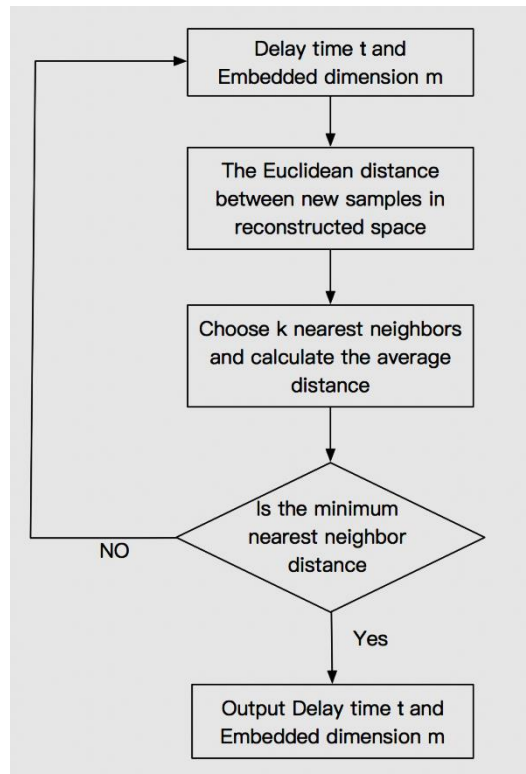 Delay time t and
Embedded dimension m
The Euclidean distance
between new samples in
reconstructed space
Choose k nearest neighbors
and calculate the average
distance
Is the minimum
nearest neighbor
distance
NO
Yes
Output Delay time t and
Embedded dimension m